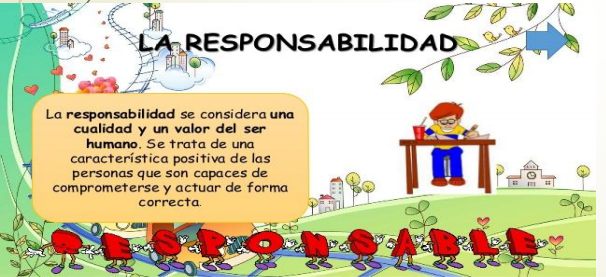 LA RESPONSABILIDAD
La responsabilidad se considera una
cualidad y un valor del ser
humano. Se trata de una
característica positiva de las
personas que son capaces de
comprometerse y actuar de forma
correcta.
RESPONSABLE